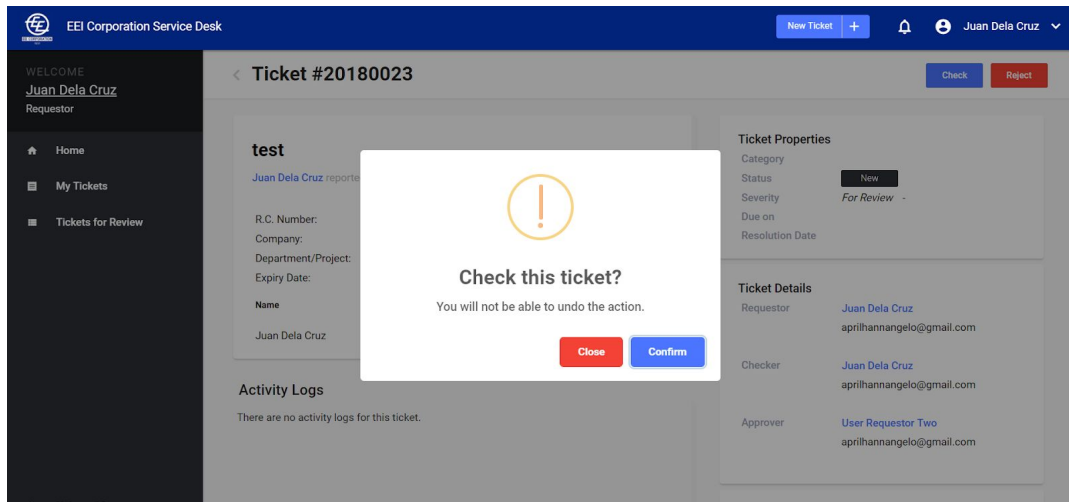 EEI Corporation Service Desk
New Ticket +
Juan Dela Cruz
WELCOME
Juan Dela Cruz
Requestor
Home
My Tickets
Tickets for Review
< Ticket #20180023
Check
Reject
test
Juan Dela Cruz reporte
R.C. Number:
Company:
Department/Project:
Expiry Date:
Name
Juan Dela Cruz
Activity Logs
There are no activity logs for this ticket.
Check this ticket?
You will not be able to undo the action.
Close
Confirm
Ticket Properties
Category
Status New
Severity For Review -
Due on
Resolution Date
Ticket Details
Requestor Juan Dela Cruz
aprilhannangelo@gmail.com
Checker Juan Dela Cruz
aprilhannangelo@gmail.com
Approver User Requestor Two
aprilhannangelo@gmail.com